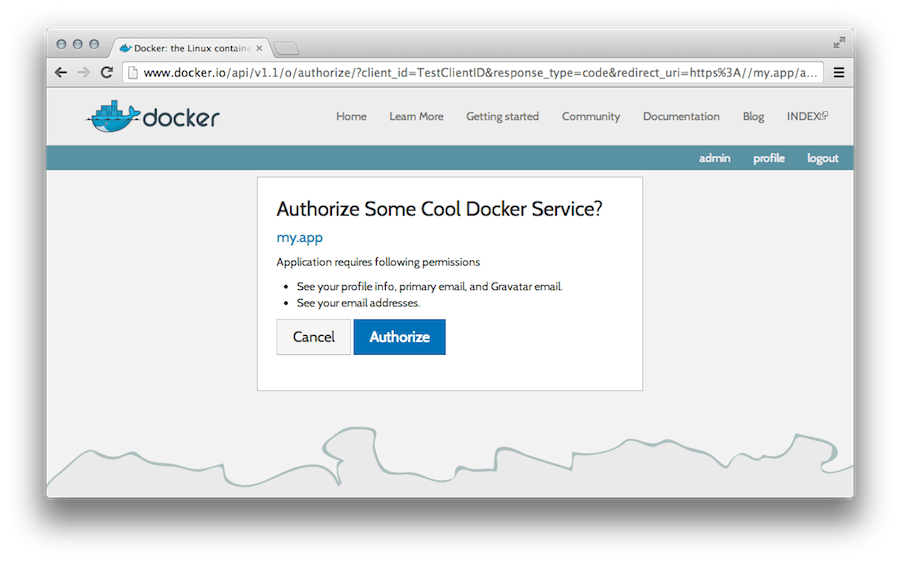 Docker: the Linux containe
www.docker.io/api/v1.1/o/authorize/?client_id=TestClientID&response_type=code&redirect_uri=https%3A//my.app/a...
docker
Home Learn More Getting started Community Documentation Blog INDEX
admin profile logout
Authorize Some Cool Docker Service?
my.app
Application requires following permissions
• See your profile info, primary email, and Gravatar email.
• See your email addresses.
Cancel Authorize